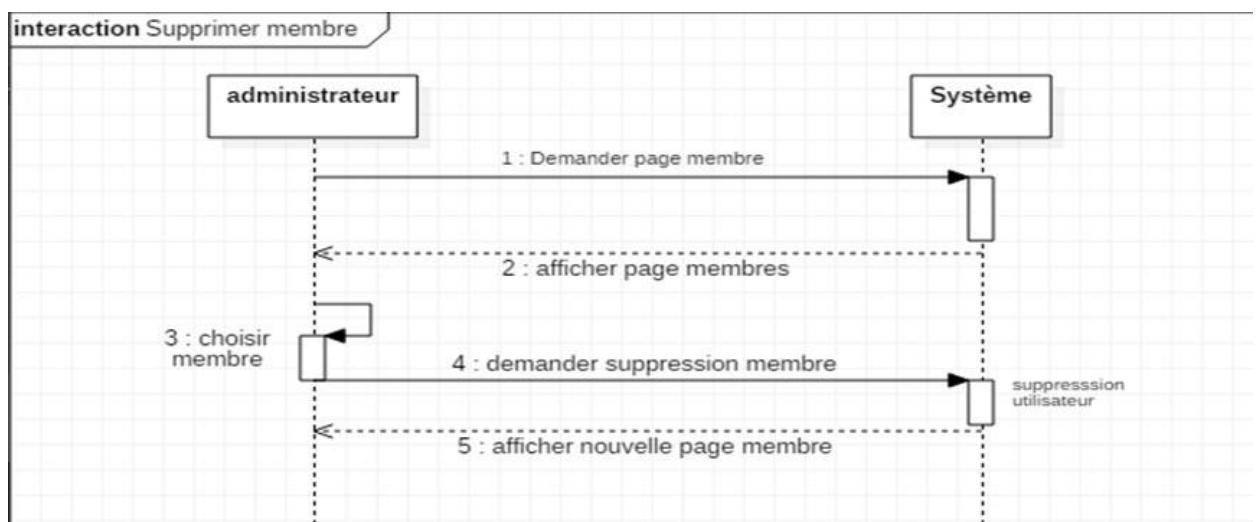 interaction Supprimer membre
administrateur
Système
1 : Demander page membre
2 : afficher page membres
3 : choisir
membre
4 : demander suppression membre
suppresssion
utilisateur
5 : afficher nouvelle page membre